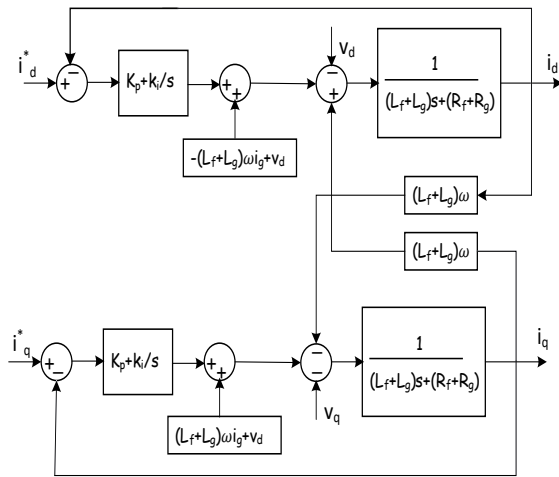 i*d
− +
Kp+ki/s
+ +
vd
− +
1
(Lf+Lg)s+(Rf+Rg)
id
-(Lf+Lg)ωig+vd
(Lf+Lg)ω
(Lf+Lg)ω
i*q
+ −
Kp+ki/s
+ +
− −
1
(Lf+Lg)s+(Rf+Rg)
iq
vq
(Lf+Lg)ωig+vd